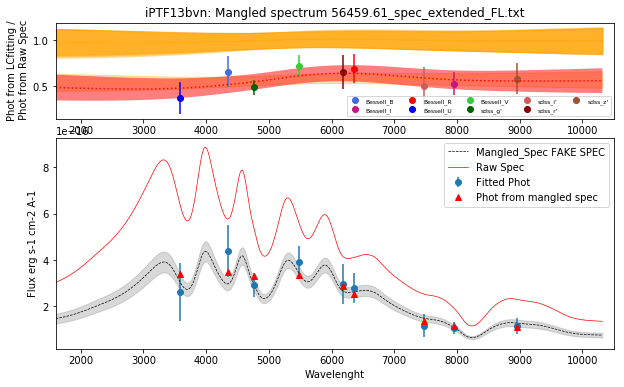 iPTF13bvn: Mangled spectrum 56459.61_spec_extended_FL.txt
Phot from LCfitting /
Phot from Raw Spec
1.0
0.5
Bessell_B
Bessell_R
Bessell_V
sdss_i'
sdss_z'
Bessell_I
Bessell_U
sdss_g'
sdss_r'
2000 3000 4000 5000 6000 7000 8000 9000 10000
1e-16
Flux erg s-1 cm-2 A-1
8
6
4
2
Mangled_Spec FAKE SPEC
Raw Spec
Fitted Phot
Phot from mangled spec
2000 3000 4000 5000 6000 7000 8000 9000 10000
Wavelenght